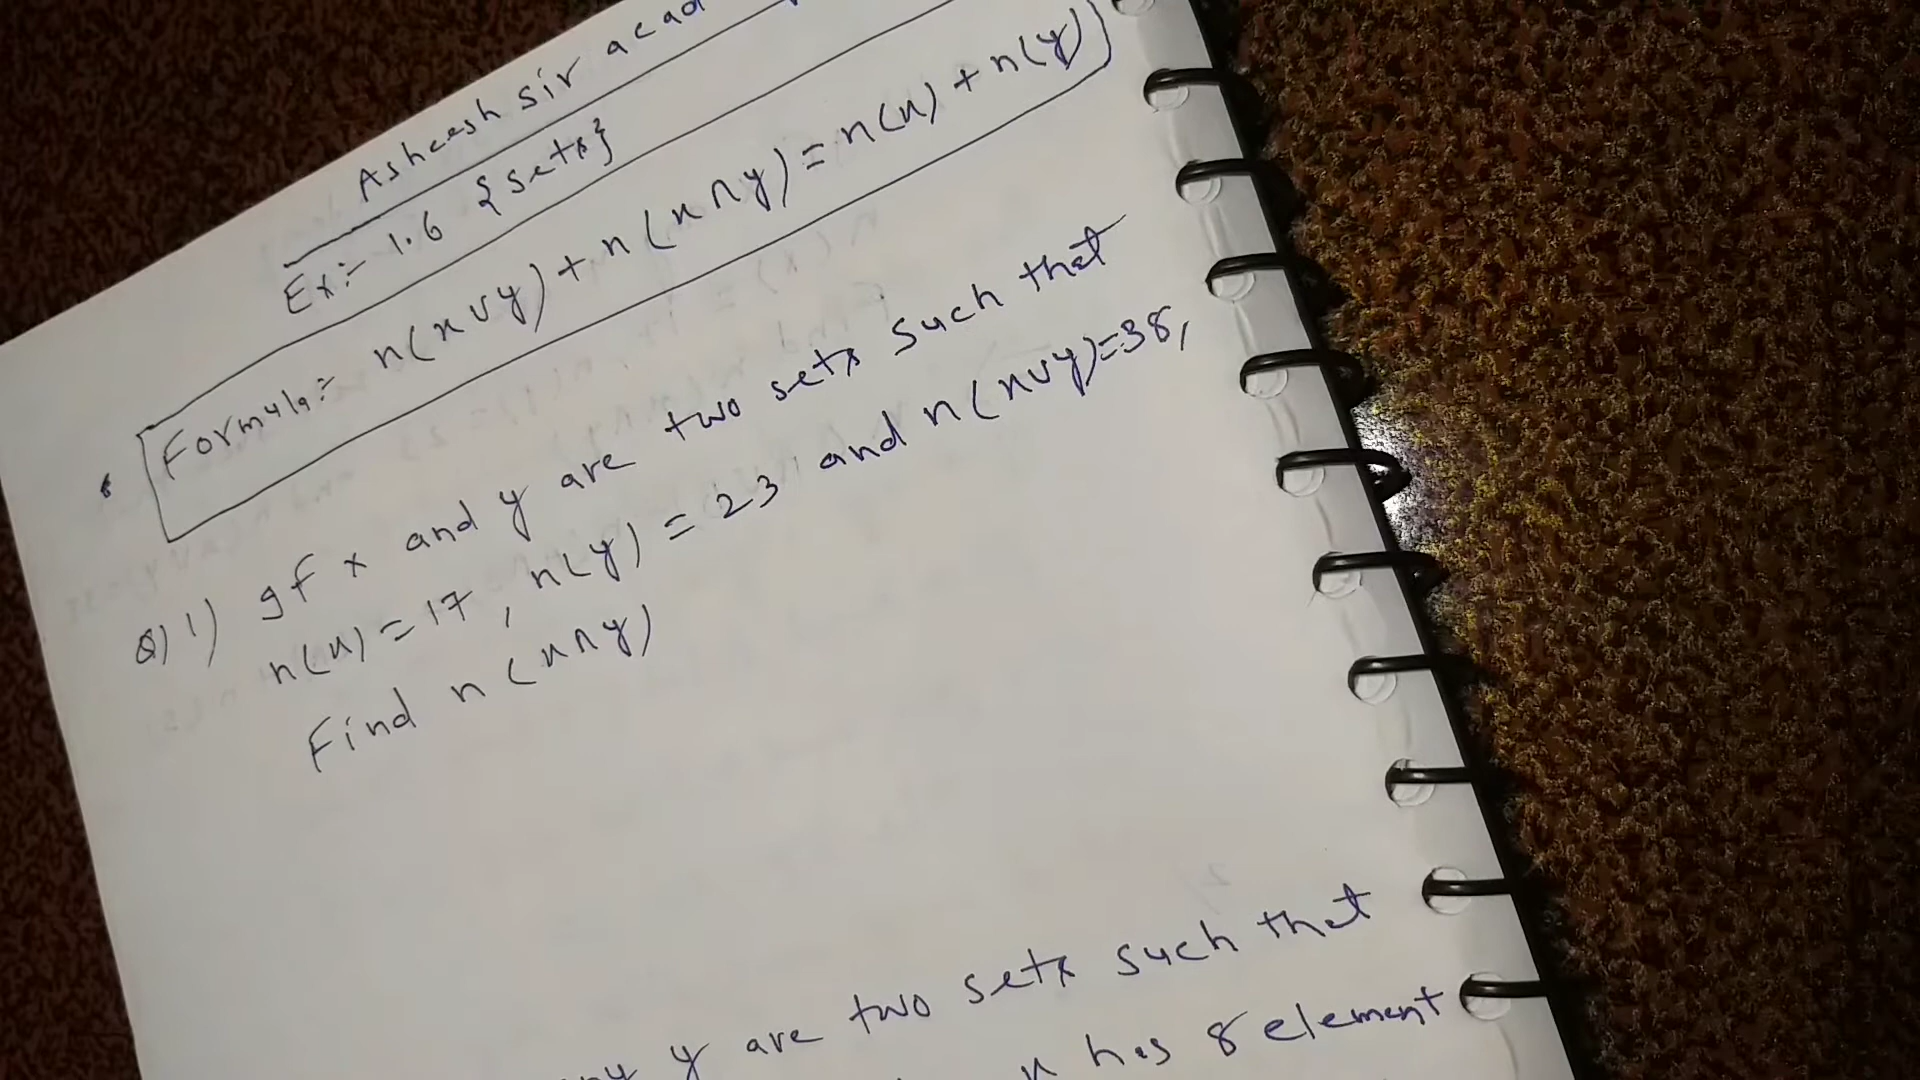 Asheesh sir acad
Ex:- 1.6 {sets}
Formula:- n(x∪y) + n(x∩y) = n(x) + n(y)
Q) 1) If x and y are two sets such that
n(x) = 17, n(y) = 23 and n(x∪y)=38,
Find n(x∩y)
y are two sets such that
x has 8 element